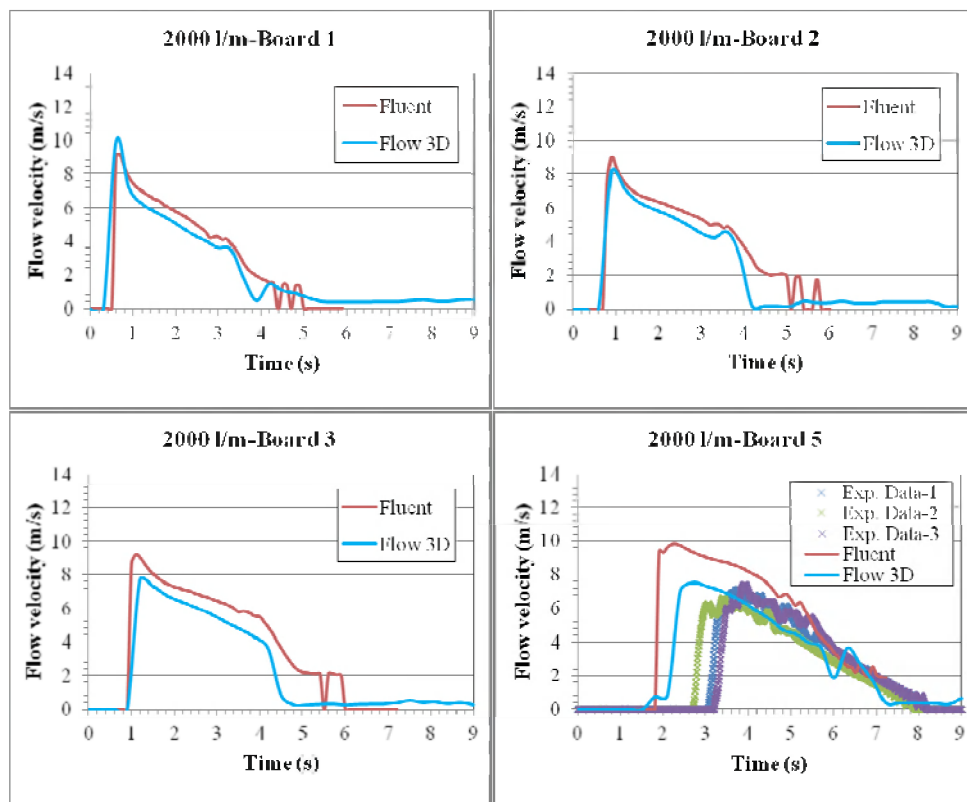 2000 l/m-Board 1
14
12
10
8
6
4
2
0
Flow velocity (m/s)
Fluent
Flow 3D
0 1 2 3 4 5 6 7 8 9
Time (s)
2000 l/m-Board 2
14
12
10
8
6
4
2
0
Flow velocity (m/s)
Fluent
Flow 3D
0 1 2 3 4 5 6 7 8 9
Time (s)
2000 l/m-Board 3
14
12
10
8
6
4
2
0
Flow velocity (m/s)
Fluent
Flow 3D
0 1 2 3 4 5 6 7 8 9
Time (s)
2000 l/m-Board 5
14
12
10
8
6
4
2
0
Flow velocity (m/s)
Exp. Data-1
Exp. Data-2
Exp. Data-3
Fluent
Flow 3D
0 1 2 3 4 5 6 7 8 9
Time (s)